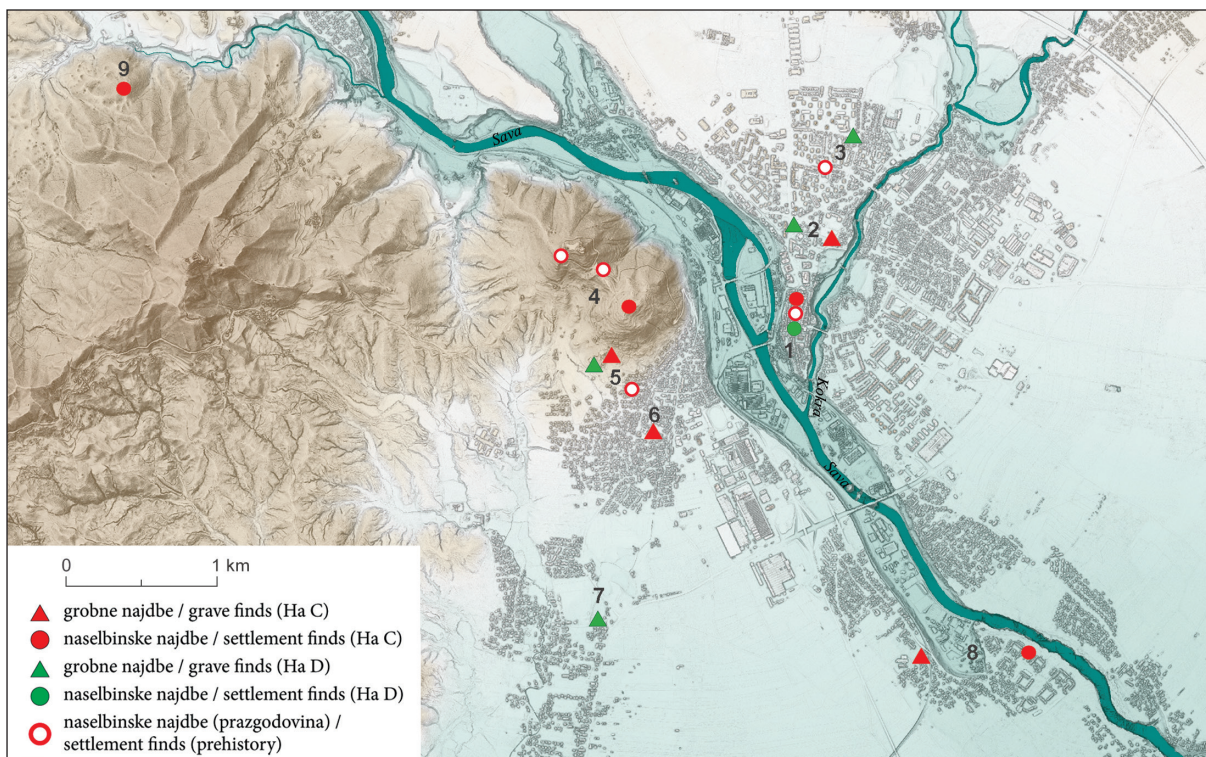 9
Sava
3
2
4
1
5
Kokra
6
Sava
7
8
0 1 km
grobne najdbe / grave finds (Ha C)
naselbinske najdbe / settlement finds (Ha C)
grobne najdbe / grave finds (Ha D)
naselbinske najdbe / settlement finds (Ha D)
naselbinske najdbe (prazgodovina) /
settlement finds (prehistory)